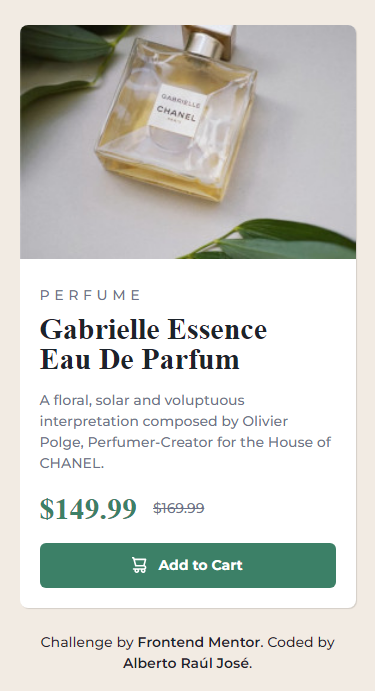 GABRIELLE
CHANEL
PARIS
PERFUME
Gabrielle Essence
Eau De Parfum
A floral, solar and voluptuous
interpretation composed by Olivier
Polge, Perfumer-Creator for the House of
CHANEL.
$149.99 $169.99
Add to Cart
Challenge by Frontend Mentor. Coded by
Alberto Raúl José.